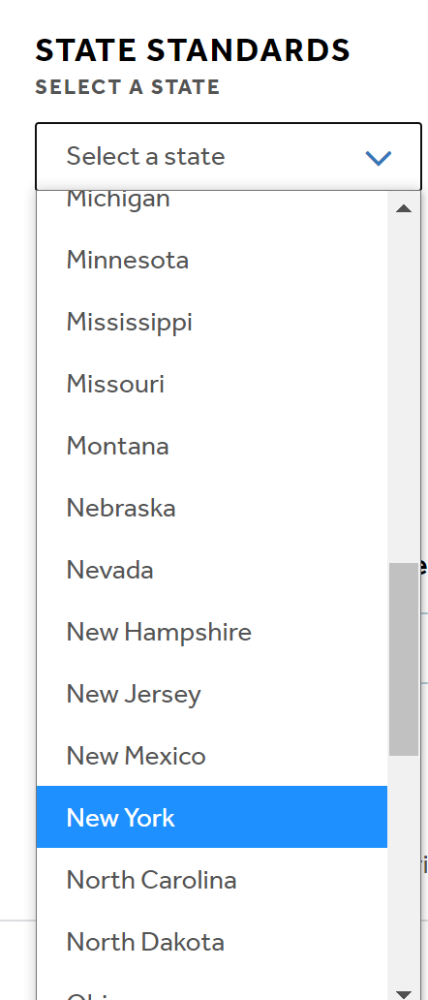 STATE STANDARDS
SELECT A STATE
Select a state
Michigan
Minnesota
Mississippi
Missouri
Montana
Nebraska
Nevada
New Hampshire
New Jersey
New Mexico
New York
North Carolina
North Dakota